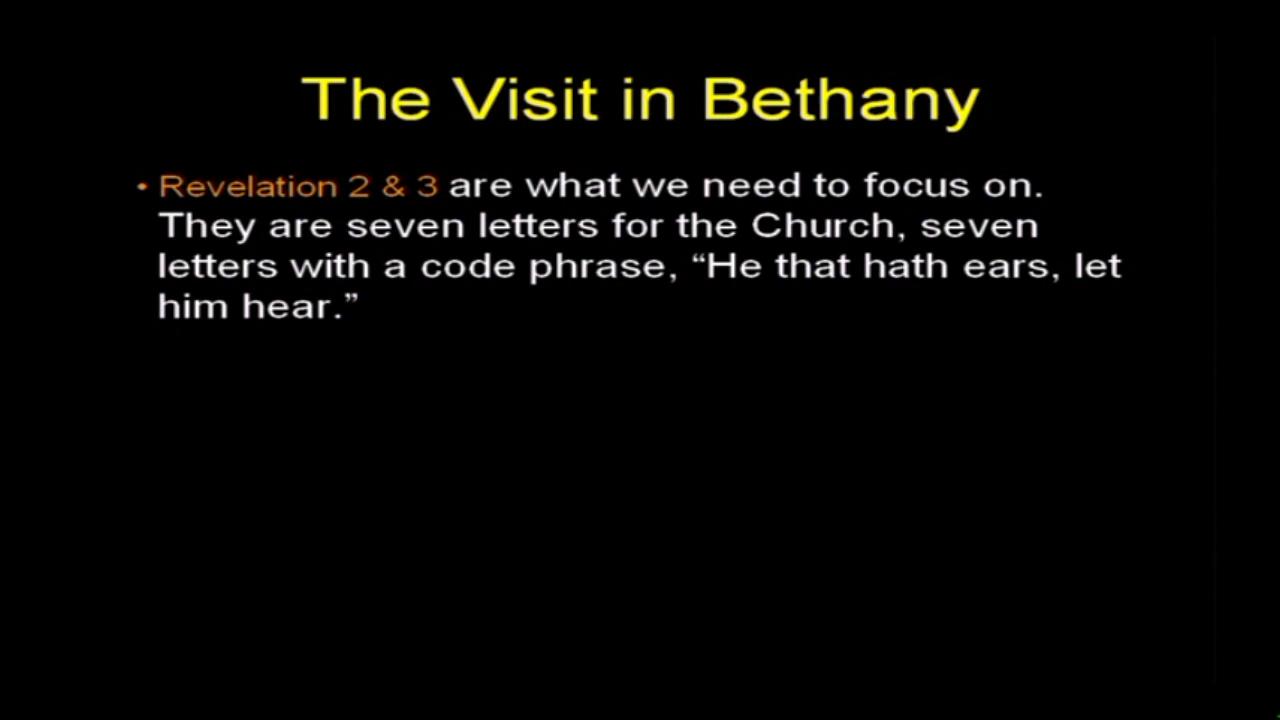 The Visit in Bethany
• Revelation 2 & 3 are what we need to focus on.
They are seven letters for the Church, seven
letters with a code phrase, “He that hath ears, let
him hear.”